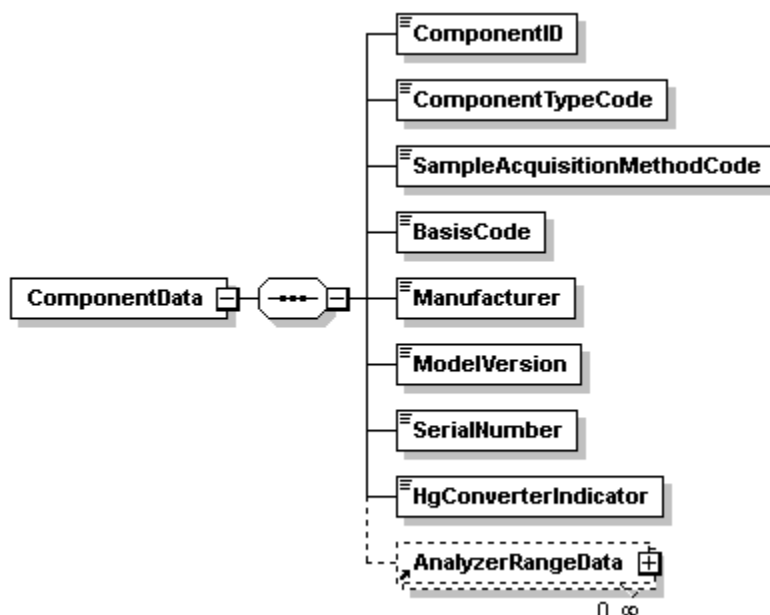 ComponentID
ComponentTypeCode
SampleAcquisitionMethodCode
BasisCode
ComponentData
Manufacturer
ModelVersion
SerialNumber
HgConverterIndicator
AnalyzerRangeData
0..∞